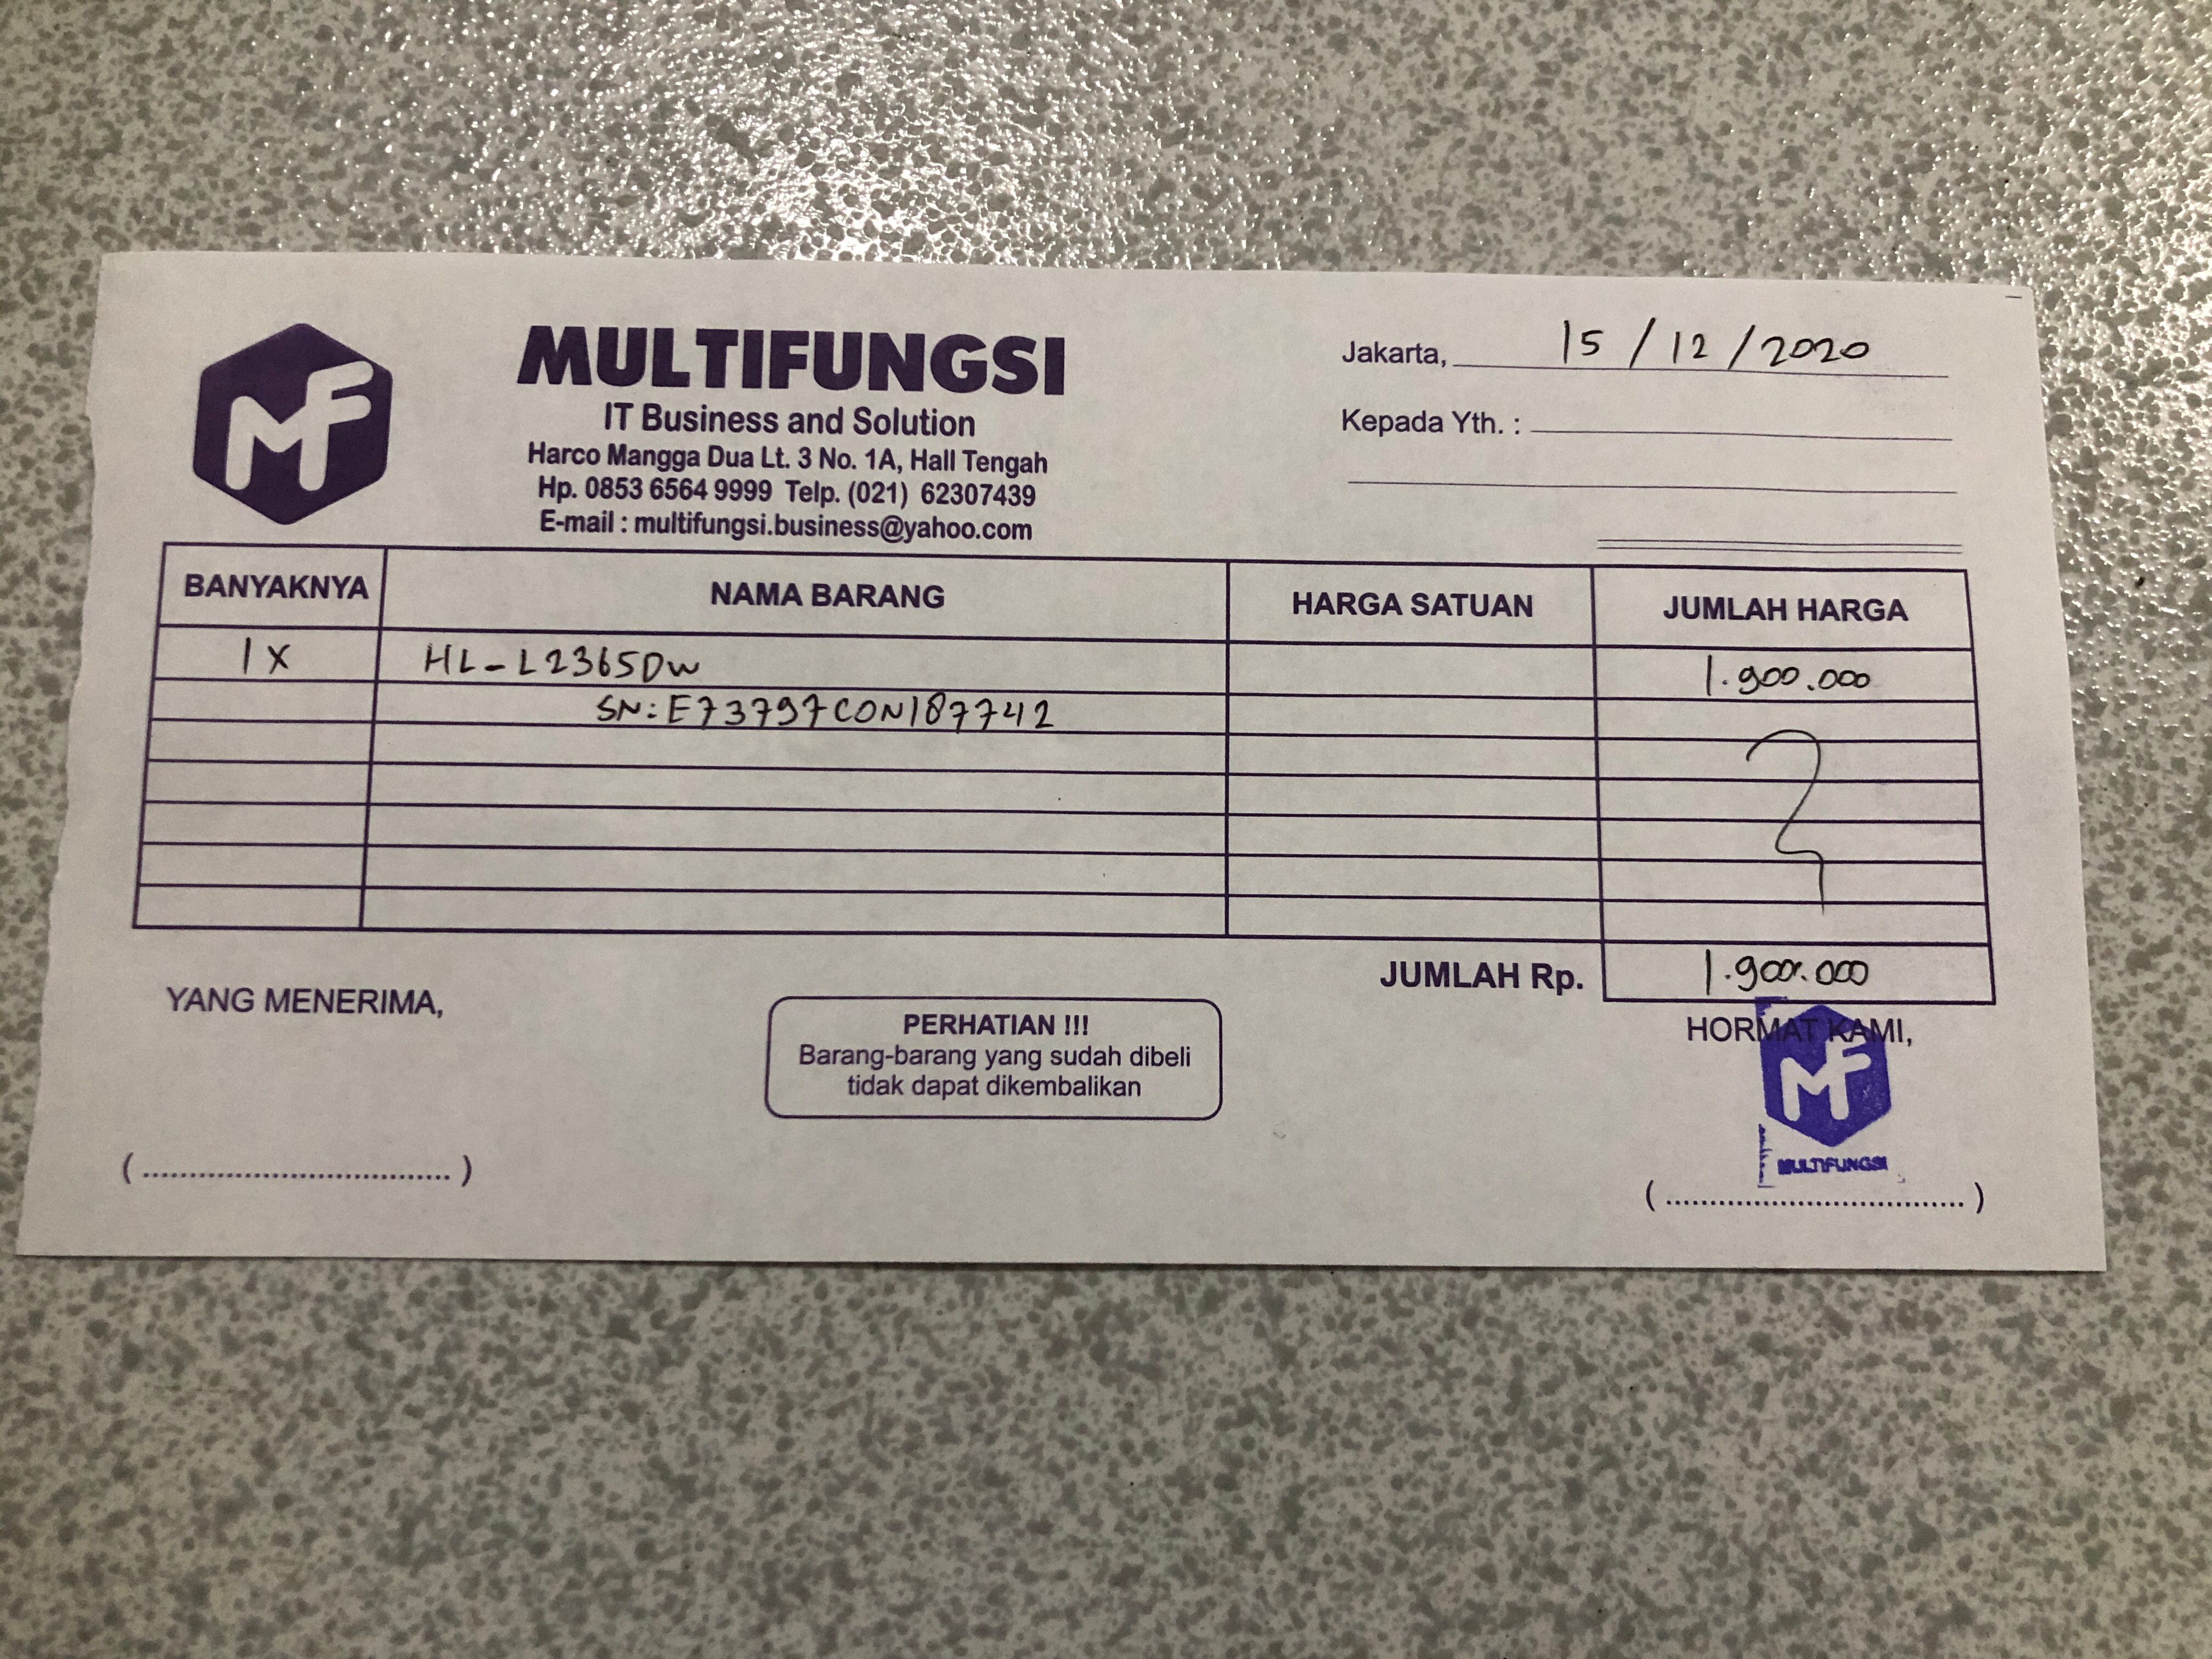 MF
MULTIFUNGSI
IT Business and Solution
Harco Mangga Dua Lt. 3 No. 1A, Hall Tengah
Hp. 0853 6564 9999 Telp. (021) 62307439
E-mail : multifungsi.business@yahoo.com
Jakarta, 15 / 12 / 2020
Kepada Yth. :
BANYAKNYA NAMA BARANG HARGA SATUAN JUMLAH HARGA
1 X HL-L2365DW 1.900.000
SN: E73797C0N187742
JUMLAH Rp. 1.900.000
YANG MENERIMA,
PERHATIAN !!!
Barang-barang yang sudah dibeli
tidak dapat dikembalikan
HORMAT KAMI,
MF
MULTIFUNGSI
(................................)
(................................)